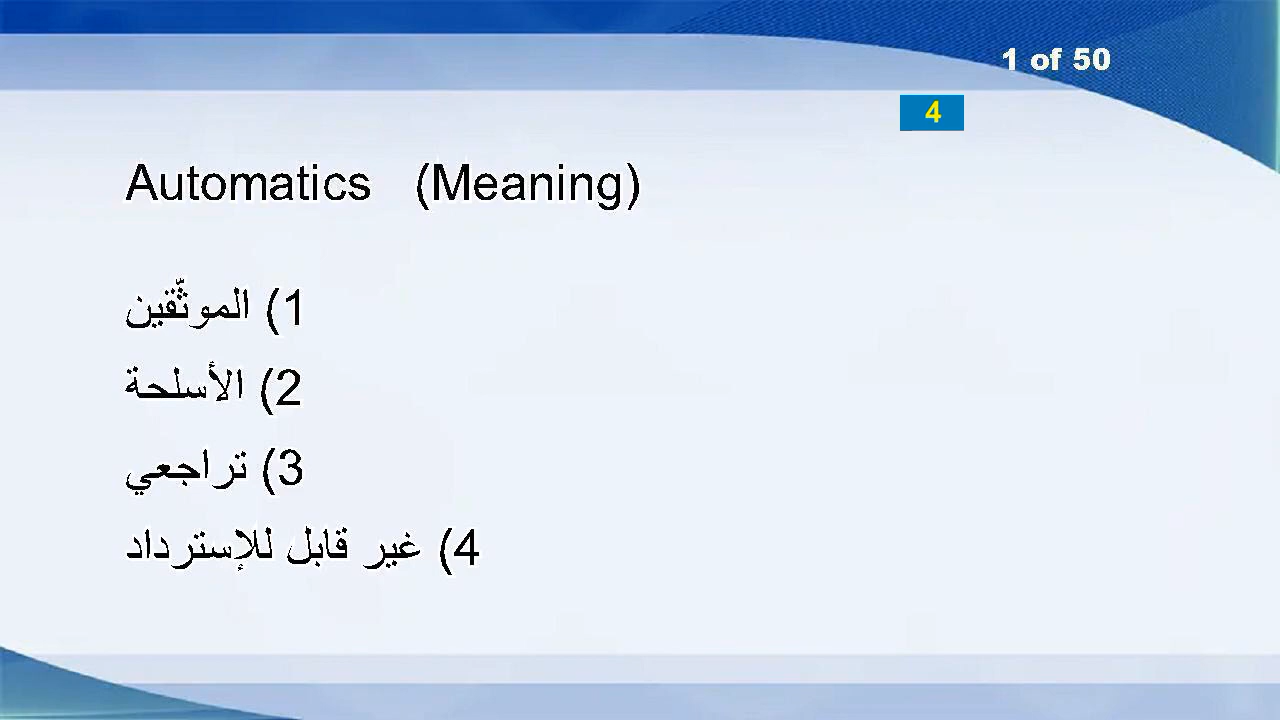 1 of 50
4
Automatics (Meaning)
1) الموثّقين
2) الأسلحة
3) تراجعي
4) غير قابل للإسترداد